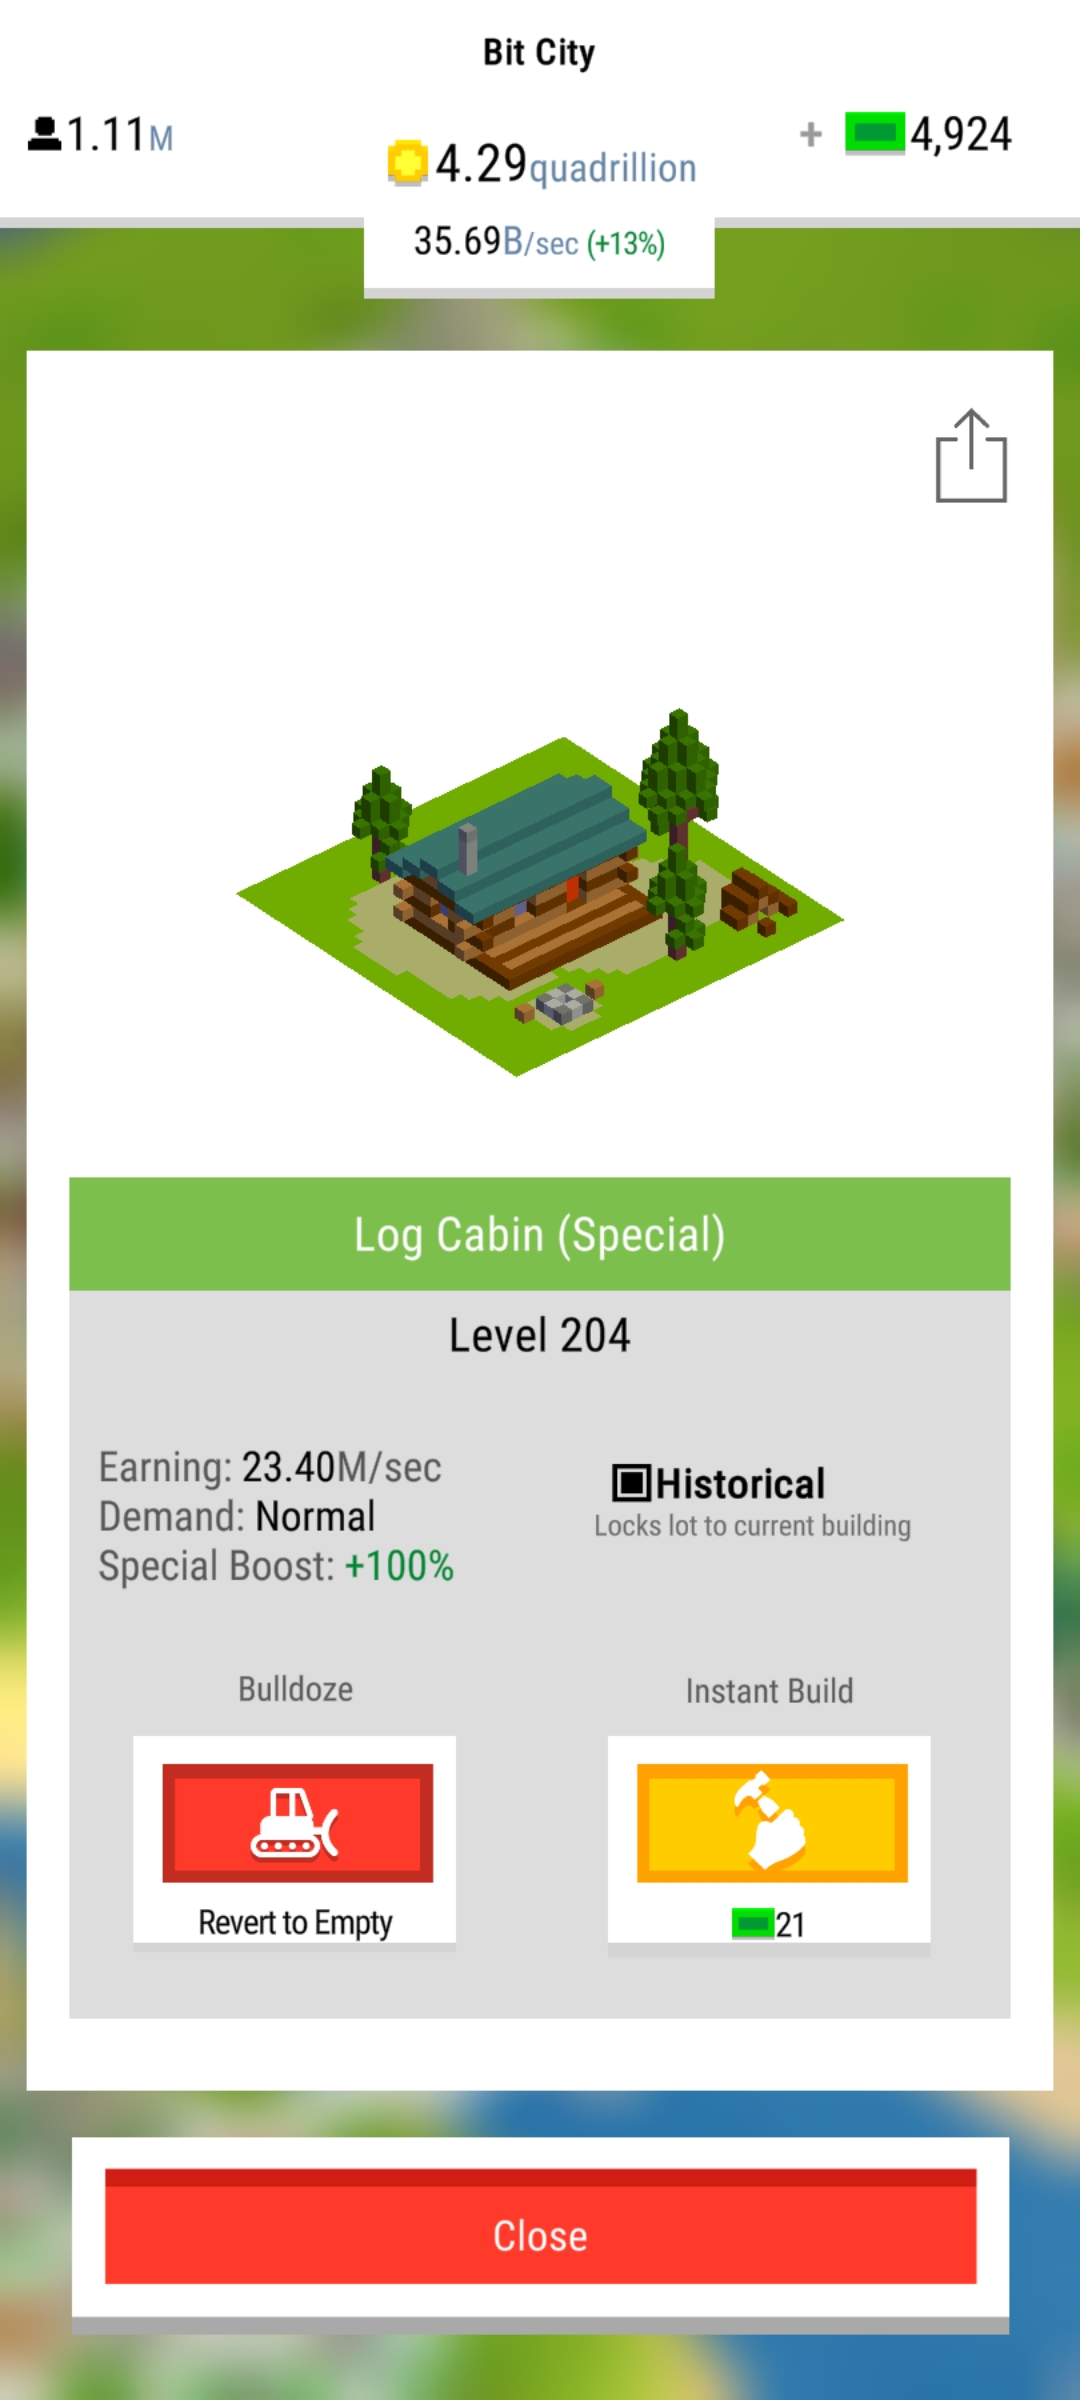 Bit City
1.11M
4.29quadrillion
+ 4,924
35.69B/sec (+13%)
Log Cabin (Special)
Level 204
Earning: 23.40M/sec
Demand: Normal
Special Boost: +100%
Historical
Locks lot to current building
Bulldoze
Instant Build
Revert to Empty
21
Close